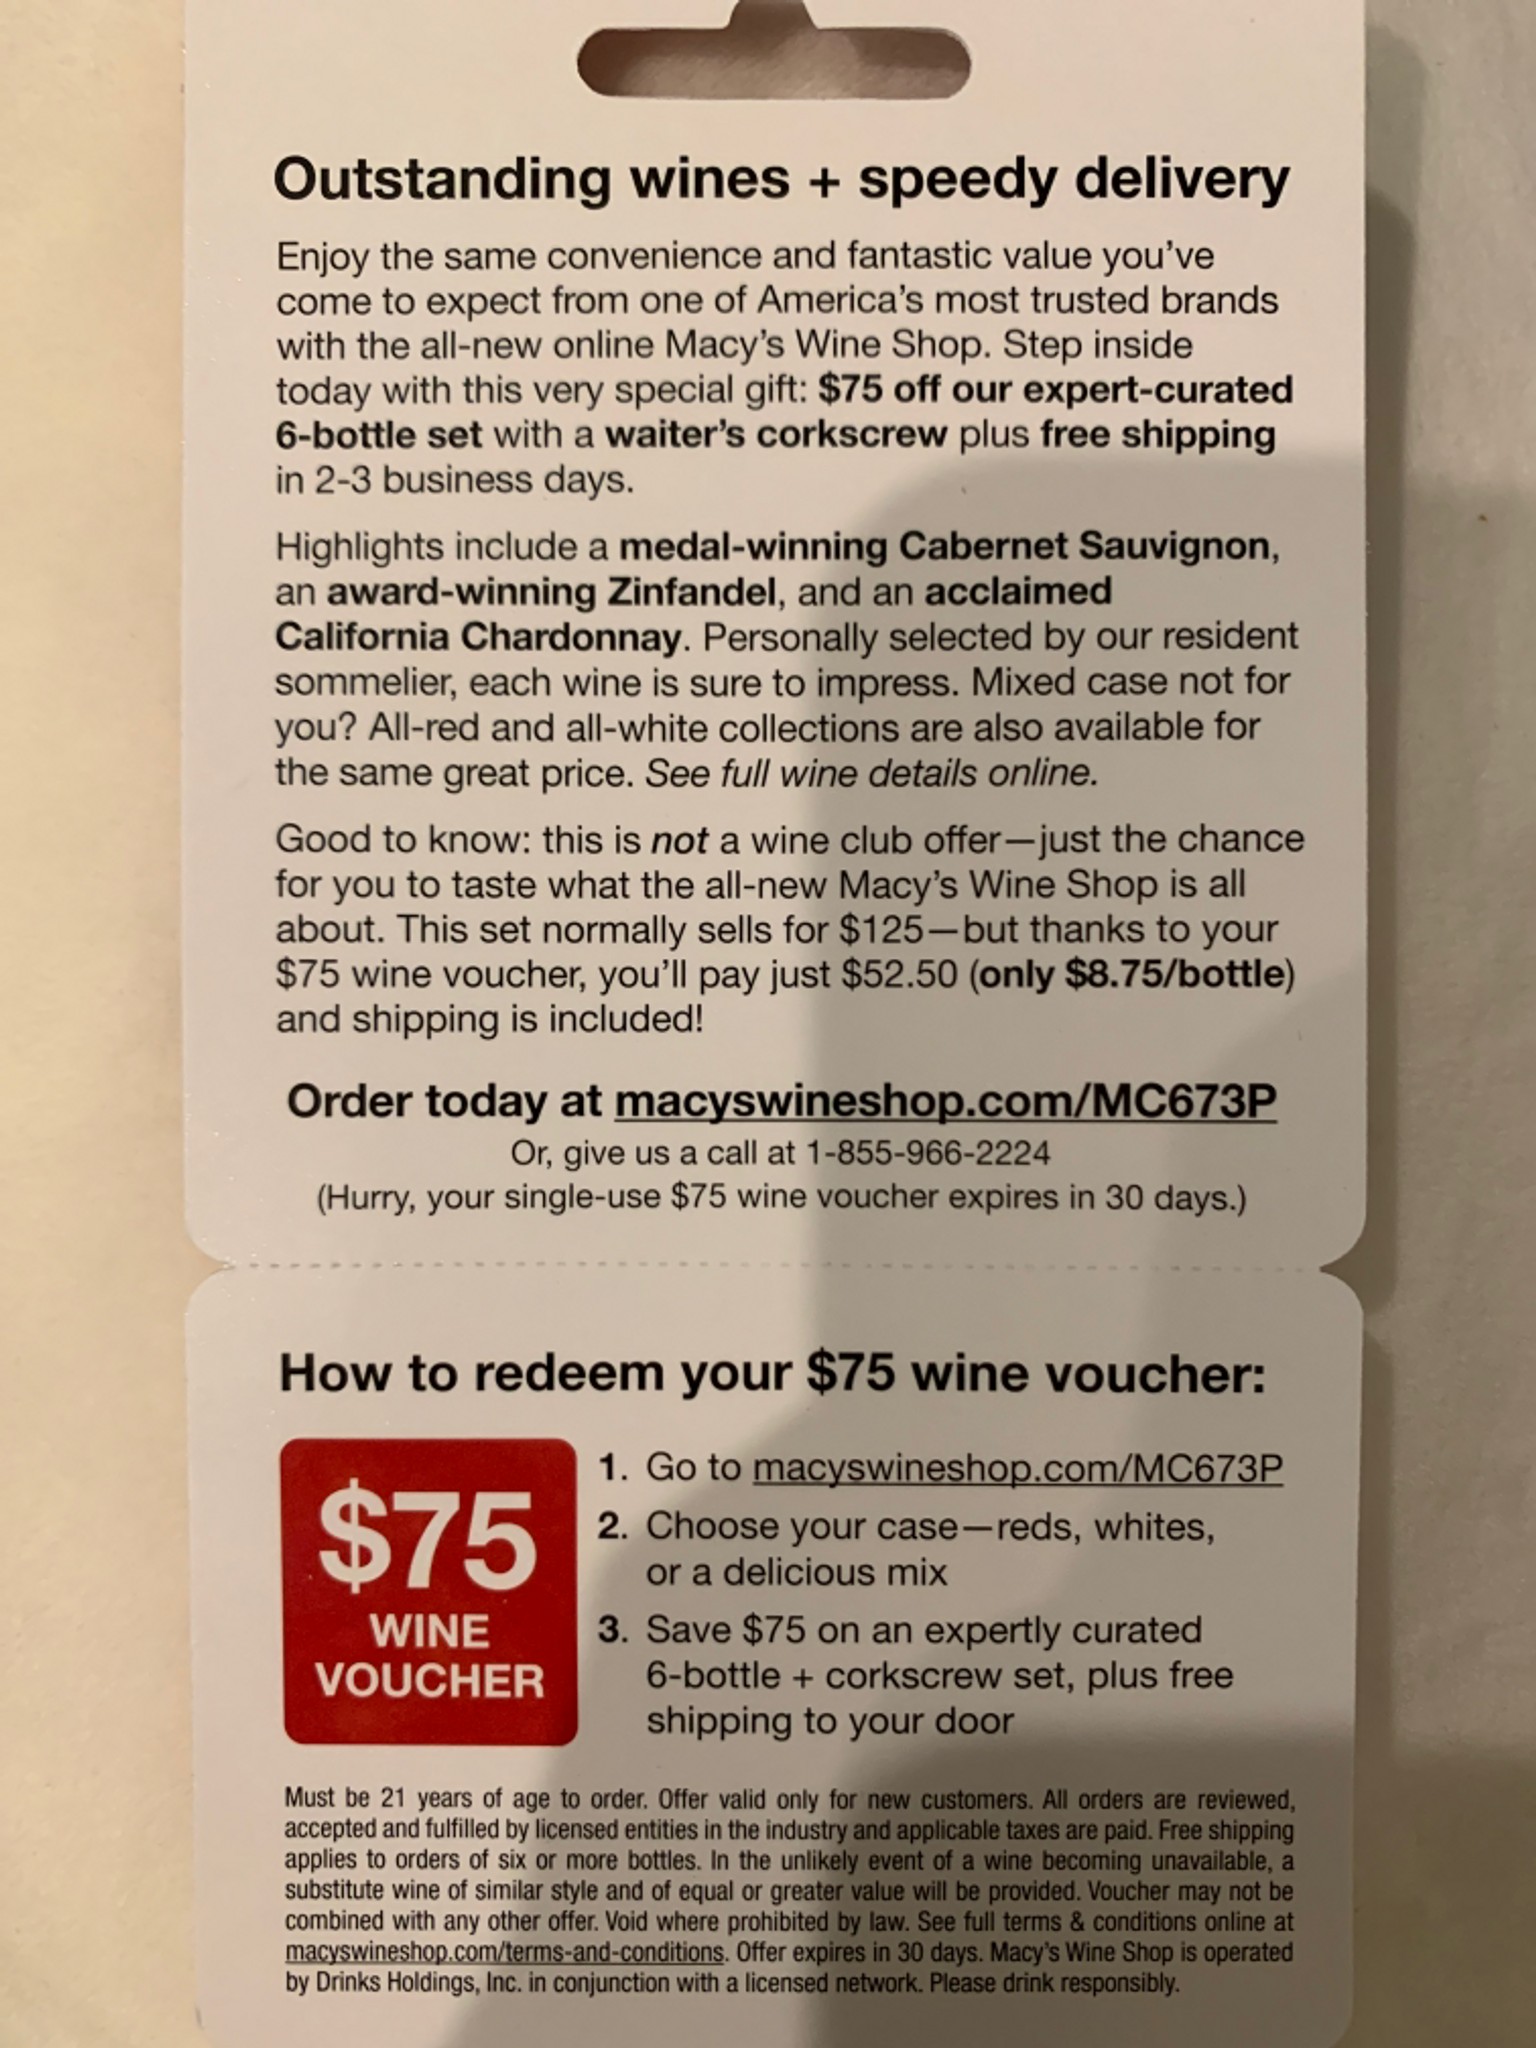 Outstanding wines + speedy delivery
Enjoy the same convenience and fantastic value you've
come to expect from one of America's most trusted brands
with the all-new online Macy's Wine Shop. Step inside
today with this very special gift: $75 off our expert-curated
6-bottle set with a waiter's corkscrew plus free shipping
in 2-3 business days.
Highlights include a medal-winning Cabernet Sauvignon,
an award-winning Zinfandel, and an acclaimed
California Chardonnay. Personally selected by our resident
sommelier, each wine is sure to impress. Mixed case not for
you? All-red and all-white collections are also available for
the same great price. See full wine details online.
Good to know: this is not a wine club offer—just the chance
for you to taste what the all-new Macy's Wine Shop is all
about. This set normally sells for $125—but thanks to your
$75 wine voucher, you'll pay just $52.50 (only $8.75/bottle)
and shipping is included!
Order today at macyswineshop.com/MC673P
Or, give us a call at 1-855-966-2224
(Hurry, your single-use $75 wine voucher expires in 30 days.)
How to redeem your $75 wine voucher:
$75
WINE
VOUCHER
1. Go to macyswineshop.com/MC673P
2. Choose your case—reds, whites,
or a delicious mix
3. Save $75 on an expertly curated
6-bottle + corkscrew set, plus free
shipping to your door
Must be 21 years of age to order. Offer valid only for new customers. All orders are reviewed,
accepted and fulfilled by licensed entities in the industry and applicable taxes are paid. Free shipping
applies to orders of six or more bottles. In the unlikely event of a wine becoming unavailable, a
substitute wine of similar style and of equal or greater value will be provided. Voucher may not be
combined with any other offer. Void where prohibited by law. See full terms & conditions online at
macyswineshop.com/terms-and-conditions. Offer expires in 30 days. Macy's Wine Shop is operated
by Drinks Holdings, Inc. in conjunction with a licensed network. Please drink responsibly.